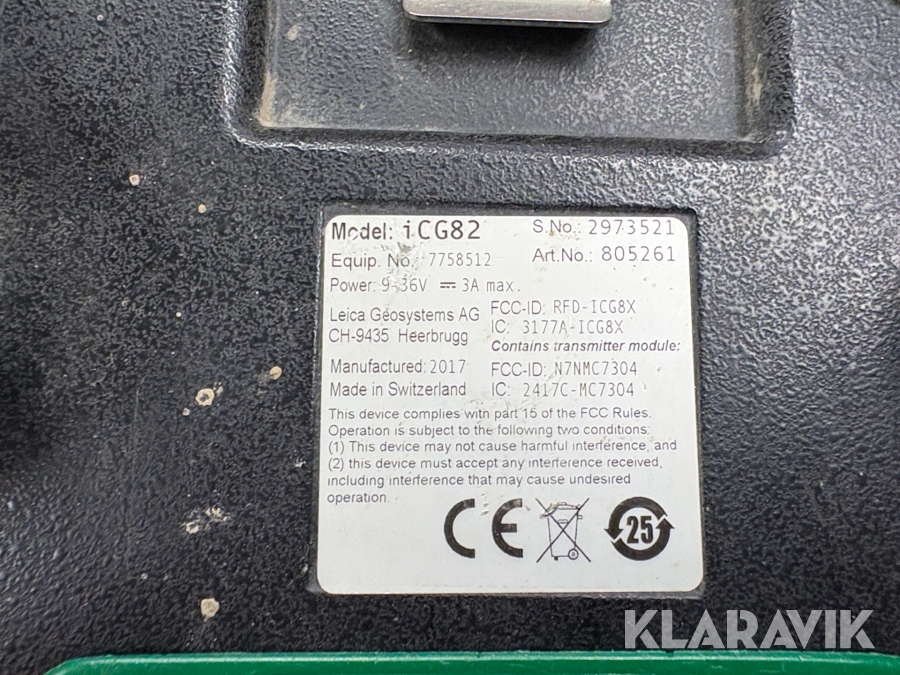 Model: iCG82 S.No.: 2973521
Equip. No.: 7758512 Art.No.: 805261
Power: 9-36V ⎓ 3A max.
Leica Geosystems AG FCC-ID: RFD-ICG8X
CH-9435 Heerbrugg IC: 3177A-ICG8X
Contains transmitter module:
Manufactured: 2017 FCC-ID: N7NMC7304
Made in Switzerland IC: 2417C-MC7304
This device complies with part 15 of the FCC Rules.
Operation is subject to the following two conditions:
(1) This device may not cause harmful interference, and
(2) this device must accept any interference received,
including interference that may cause undesired
operation.
CE 25
KLARAVIK